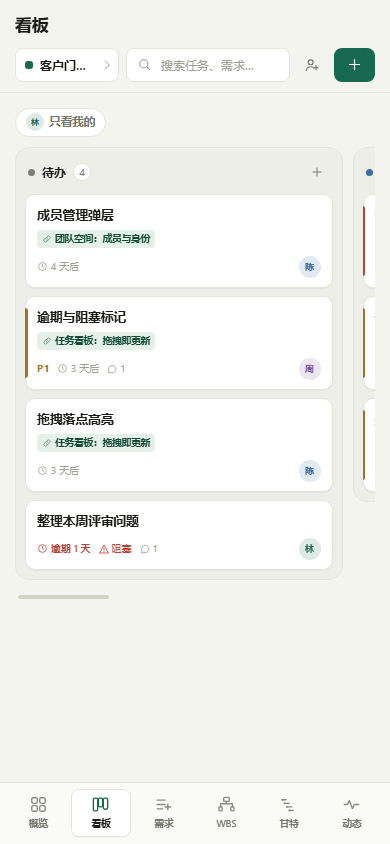 看板
客户门...
搜索任务、需求...
林 只看我的
待办 4
成员管理弹层
团队空间：成员与身份
4 天后 陈
逾期与阻塞标记
任务看板：拖拽即更新
P1 3 天后 1 周
拖拽落点高亮
任务看板：拖拽即更新
3 天后 陈
整理本周评审问题
逾期 1 天 阻塞 1 林
概览 看板 需求 WBS 甘特 动态